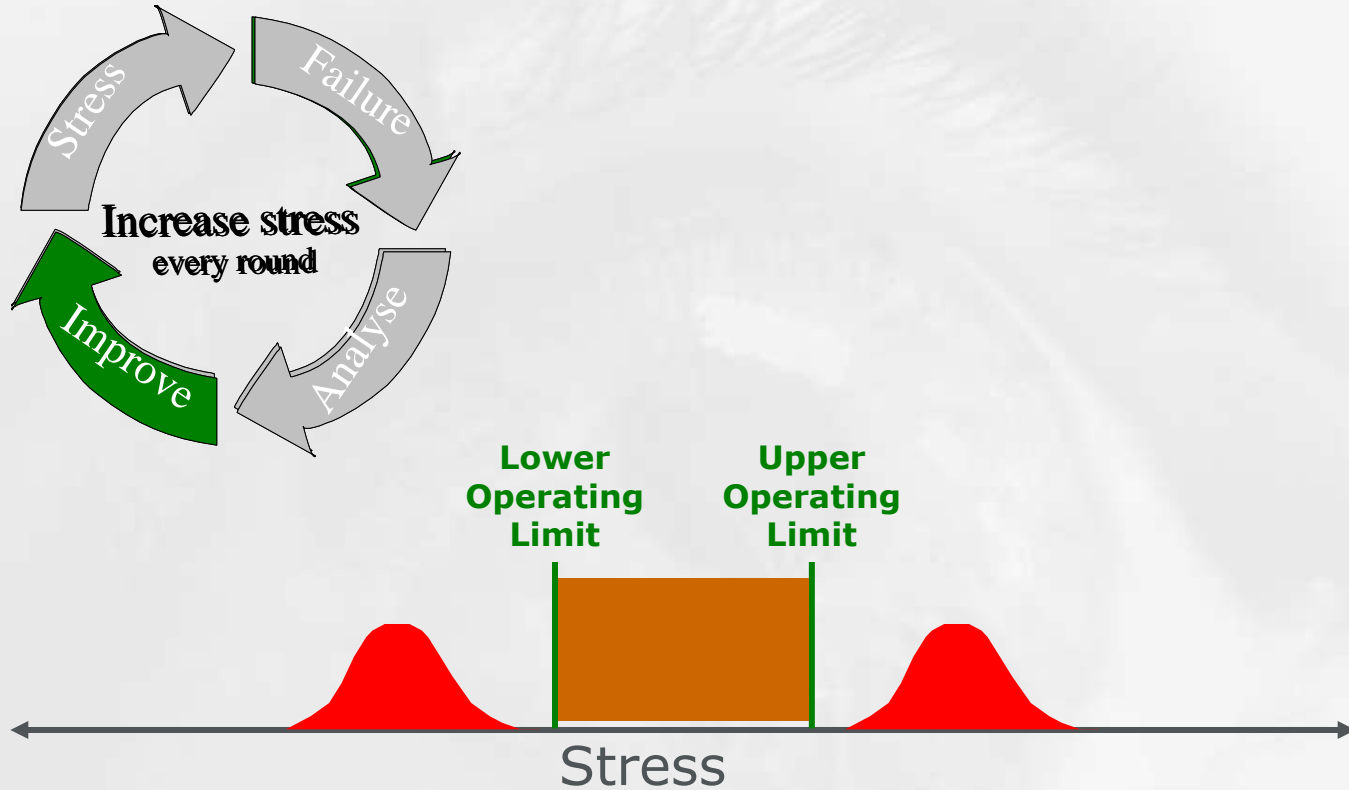 Stress
Failure
Increase stress
every round
Improve
Analyse
Lower
Operating
Limit
Upper
Operating
Limit
Stress